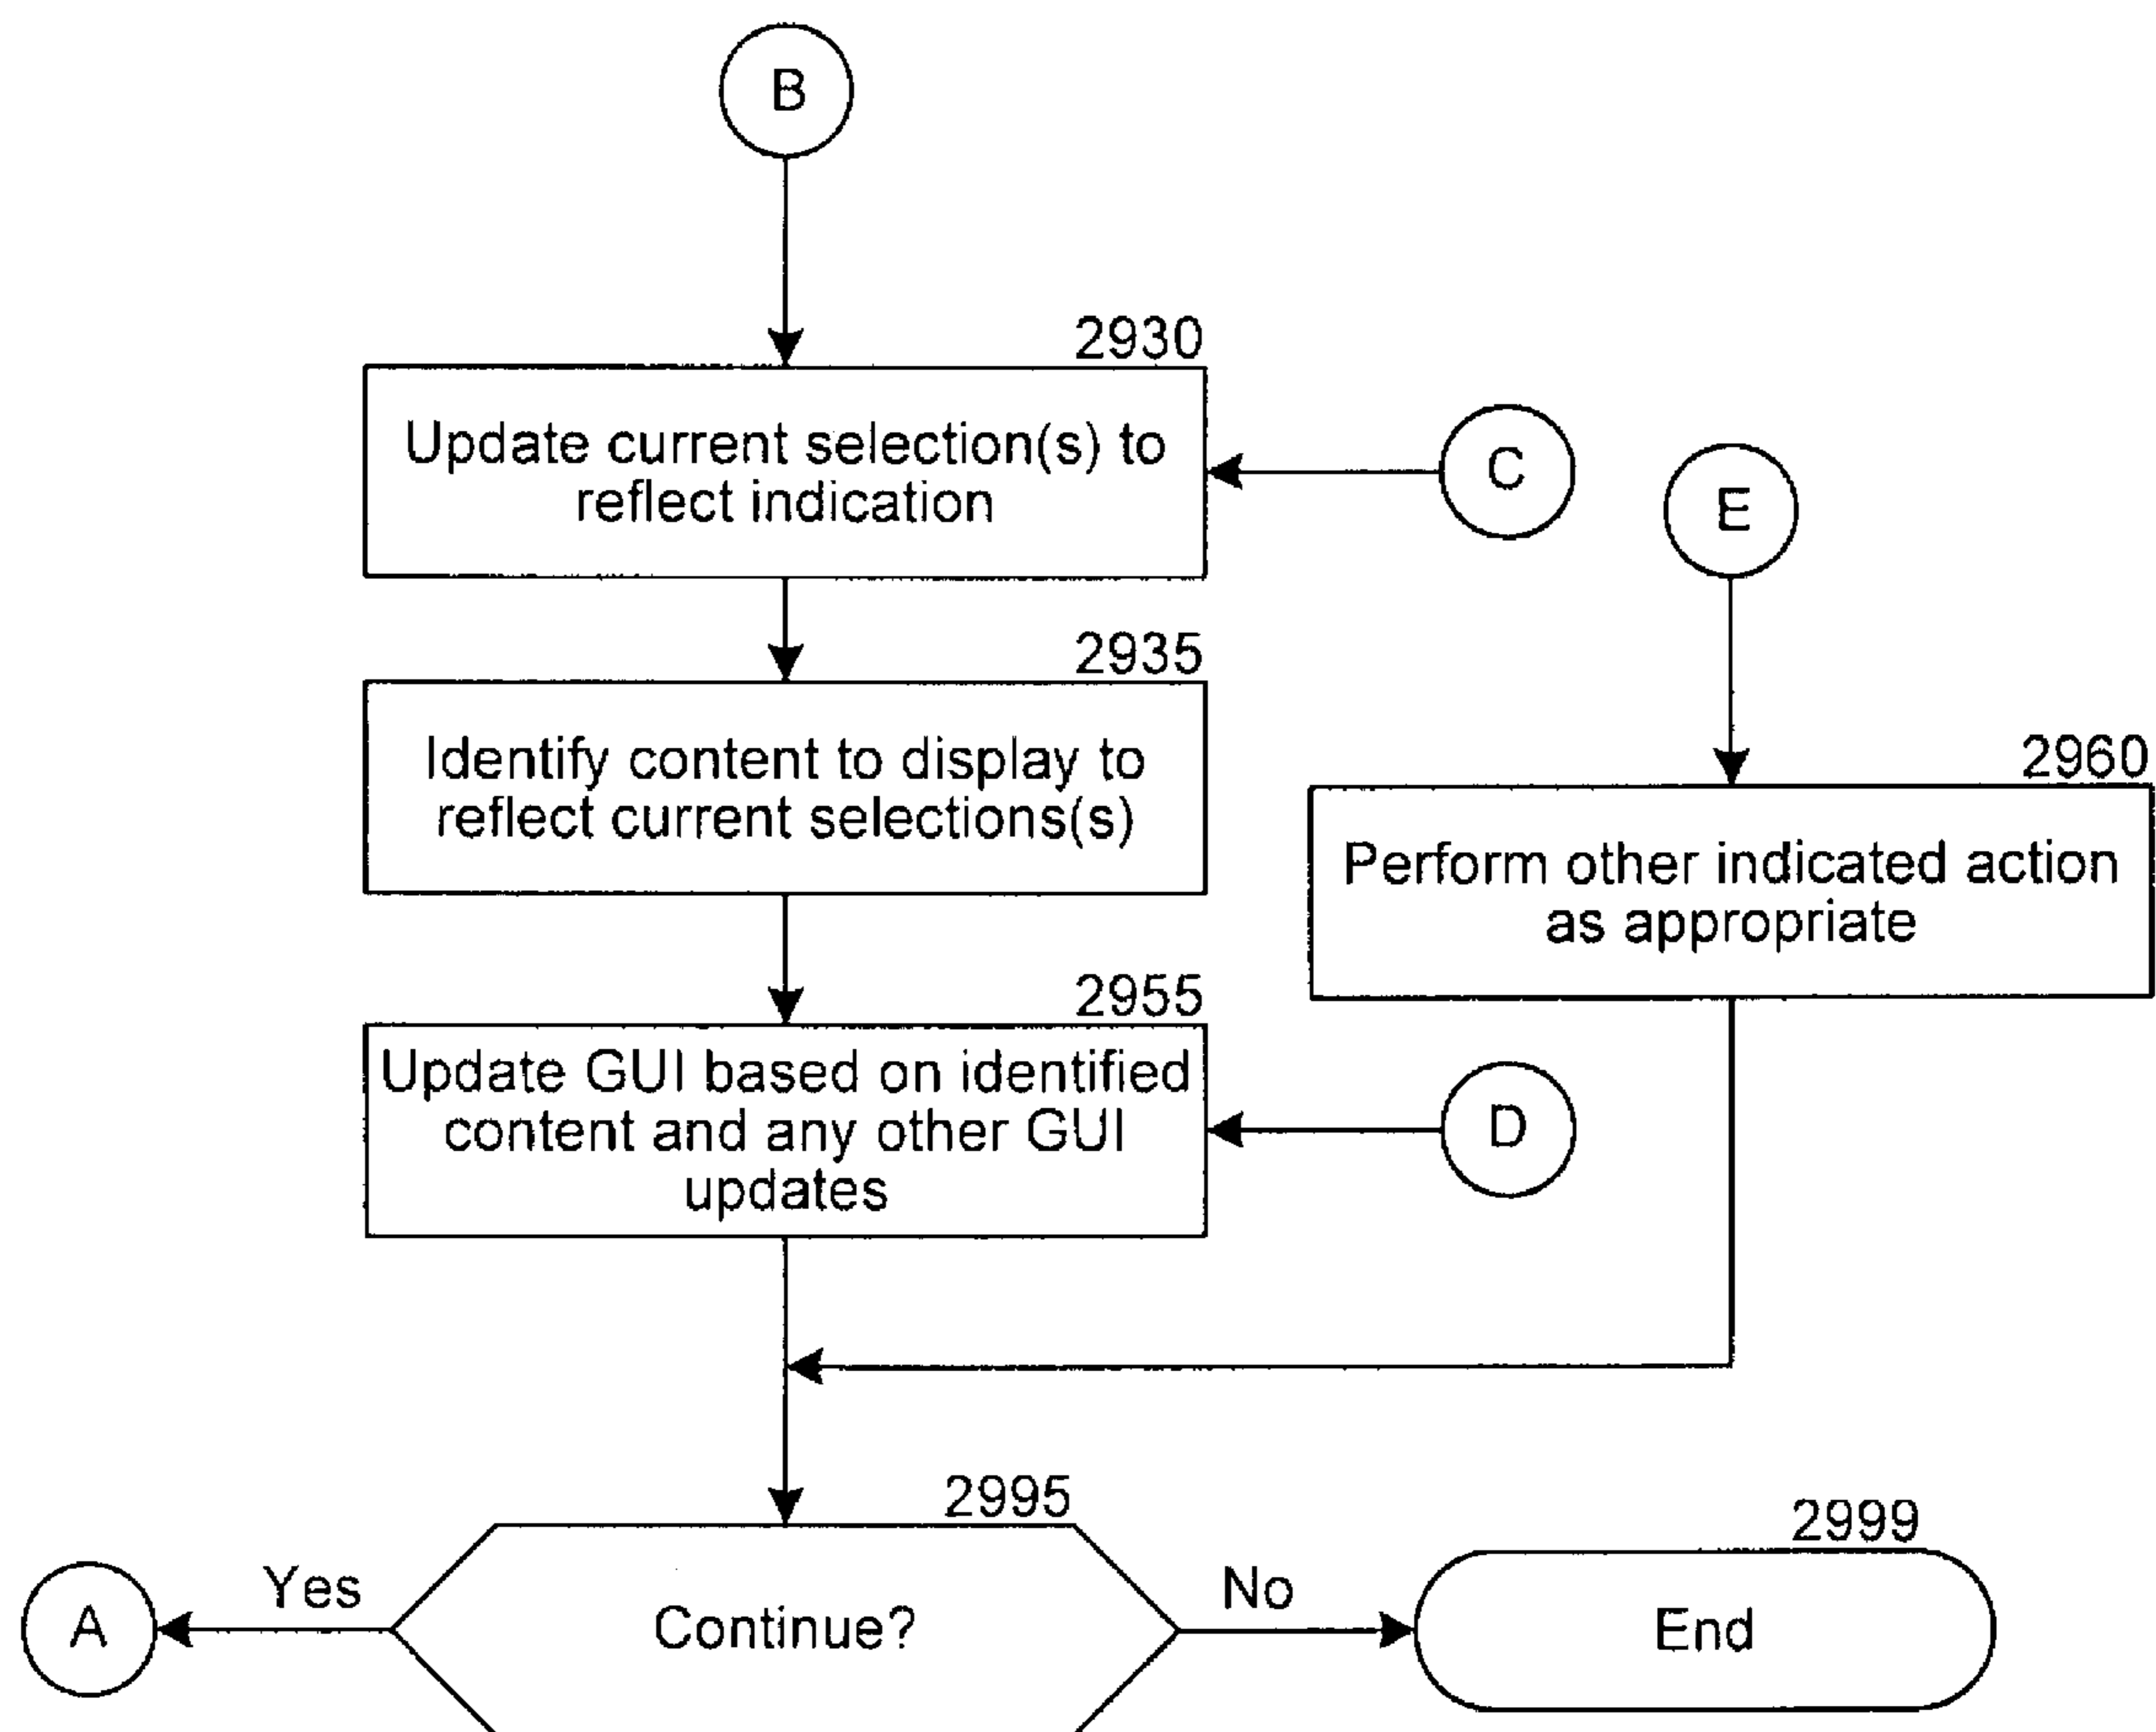 B
2930
Update current selection(s) to
reflect indication
C
E
2935
Identify content to display to
reflect current selections(s)
2960
Perform other indicated action
as appropriate
2955
Update GUI based on identified
content and any other GUI
updates
D
2995
Continue?
Yes
A
No
2999
End